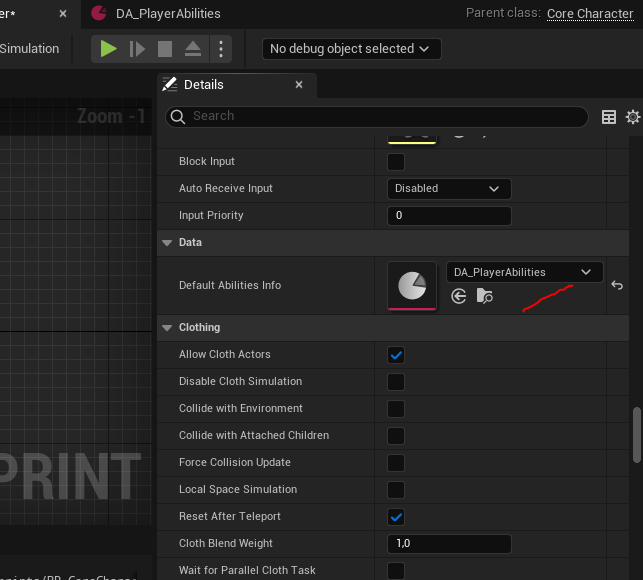 er*
DA_PlayerAbilities
Parent class: Core Character
Simulation
No debug object selected
Details
Zoom -1
Search
Block Input
Auto Receive Input
Disabled
Input Priority
0
Data
Default Abilities Info
DA_PlayerAbilities
Clothing
Allow Cloth Actors
Disable Cloth Simulation
Collide with Environment
Collide with Attached Children
Force Collision Update
PRINT
Local Space Simulation
Reset After Teleport
Cloth Blend Weight
1,0
Wait for Parallel Cloth Task